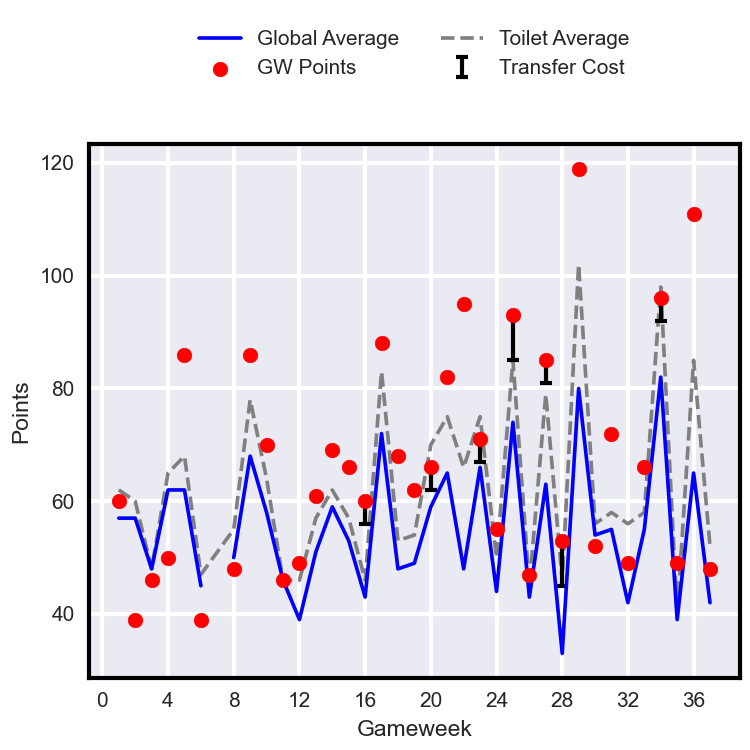 Global Average
Toilet Average
GW Points
Transfer Cost
120
100
80
60
40
Points
0 4 8 12 16 20 24 28 32 36
Gameweek